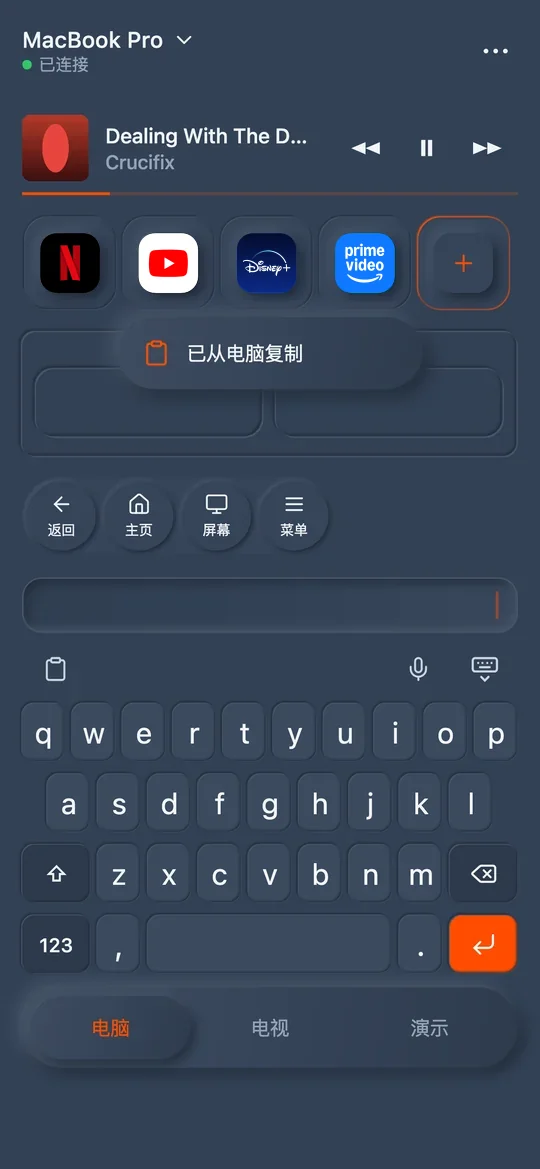 MacBook Pro
已连接
Dealing With The D...
Crucifix
N
Disney+
prime
video
+
已从电脑复制
返回
主页
屏幕
菜单
q w e r t y u i o p
a s d f g h j k l
z x c v b n m
123 , .
电脑
电视
演示